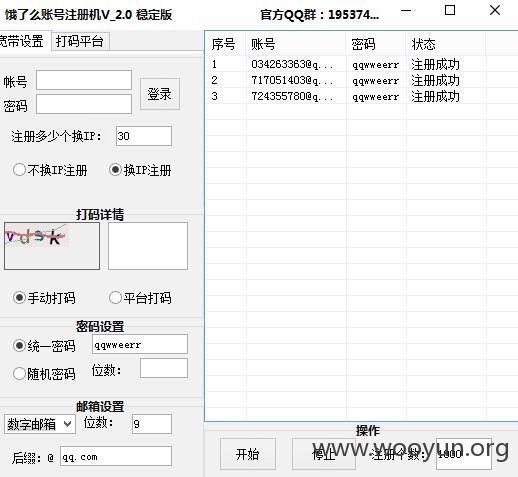 饿了么账号注册机V_2.0 稳定版 官方QQ群：195374...
宽带设置 打码平台
帐号
密码
登录
注册多少个换IP： 30
不换IP注册 换IP注册
打码详情
vdsk
手动打码 平台打码
密码设置
统一密码 qqwweerr
随机密码 位数：
邮箱设置
数字邮箱 位数： 9
后缀：@ qq.com
序号 账号 密码 状态
1 034263363@q... qqwweerr 注册成功
2 717051403@q... qqwweerr 注册成功
3 724355780@q... qqwweerr 注册成功
操作
开始 停止 注册个数： 1000
www.wooyun.org